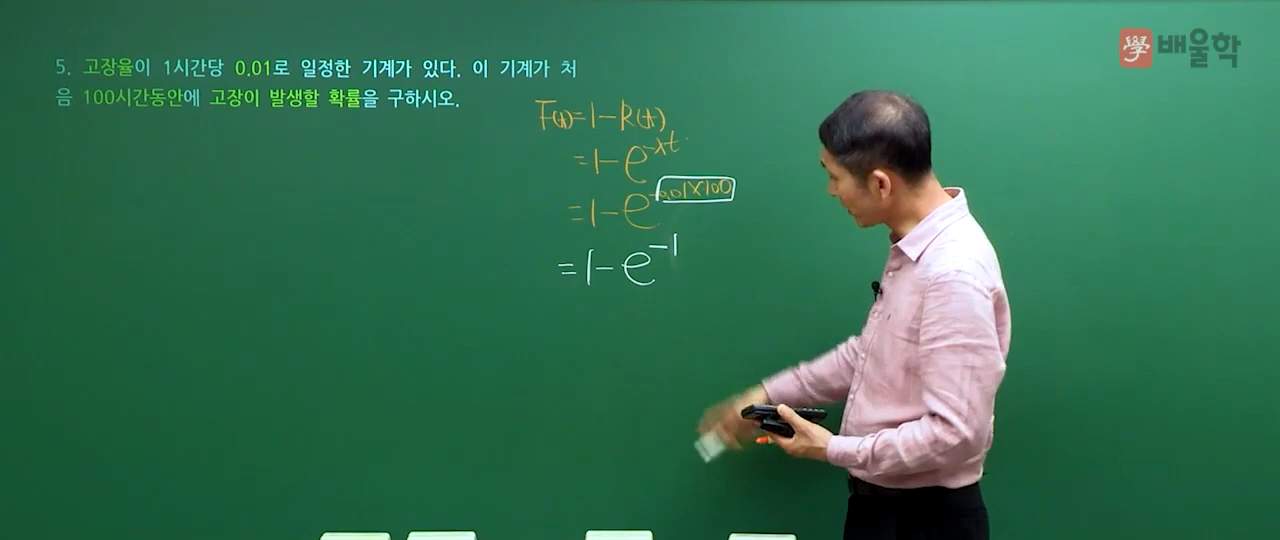 學 배울학
5. 고장율이 1시간당 0.01로 일정한 기계가 있다. 이 기계가 처
음 100시간동안에 고장이 발생할 확률을 구하시오.
F(t)=1-R(t)
=1-e^-λt
=1-e^-0.01×100
=1-e^-1